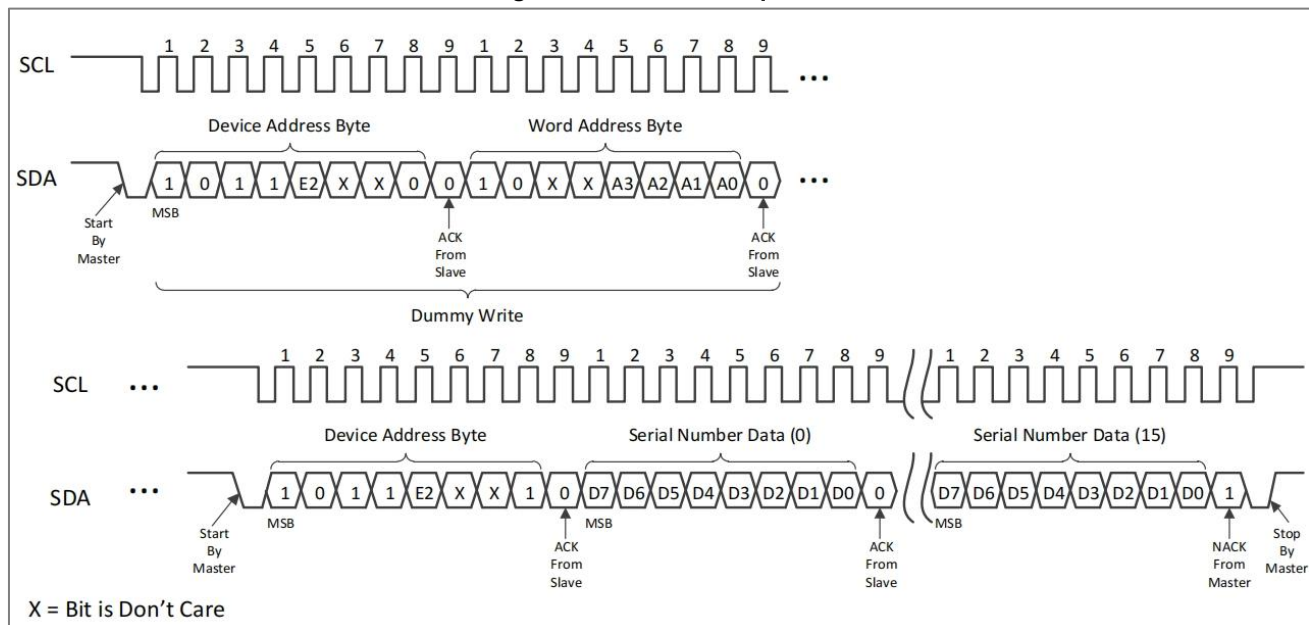 1 2 3 4 5 6 7 8 9 1 2 3 4 5 6 7 8 9
SCL ...
Device Address Byte Word Address Byte
SDA 1 0 1 1 E2 X X 0 0 1 0 X X A3 A2 A1 A0 0 ...
MSB
Start By Master
ACK From Slave
ACK From Slave
Dummy Write
1 2 3 4 5 6 7 8 9 1 2 3 4 5 6 7 8 9 1 2 3 4 5 6 7 8 9
SCL ...
Device Address Byte Serial Number Data (0) Serial Number Data (15)
SDA ... 1 0 1 1 E2 X X 1 0 D7 D6 D5 D4 D3 D2 D1 D0 0 D7 D6 D5 D4 D3 D2 D1 D0 1
MSB MSB MSB
Start By Master
ACK From Slave
ACK From Slave
NACK From Master
Stop By Master
X = Bit is Don't Care